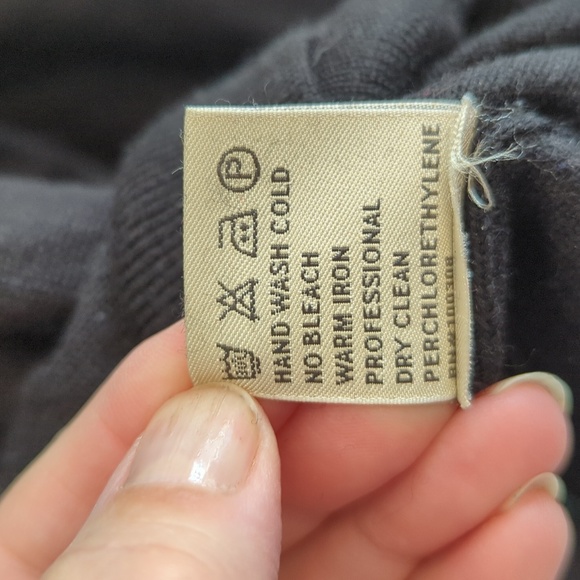 P
HAND WASH COLD
NO BLEACH
WARM IRON
PROFESSIONAL
DRY CLEAN
PERCHLORETHYLENE